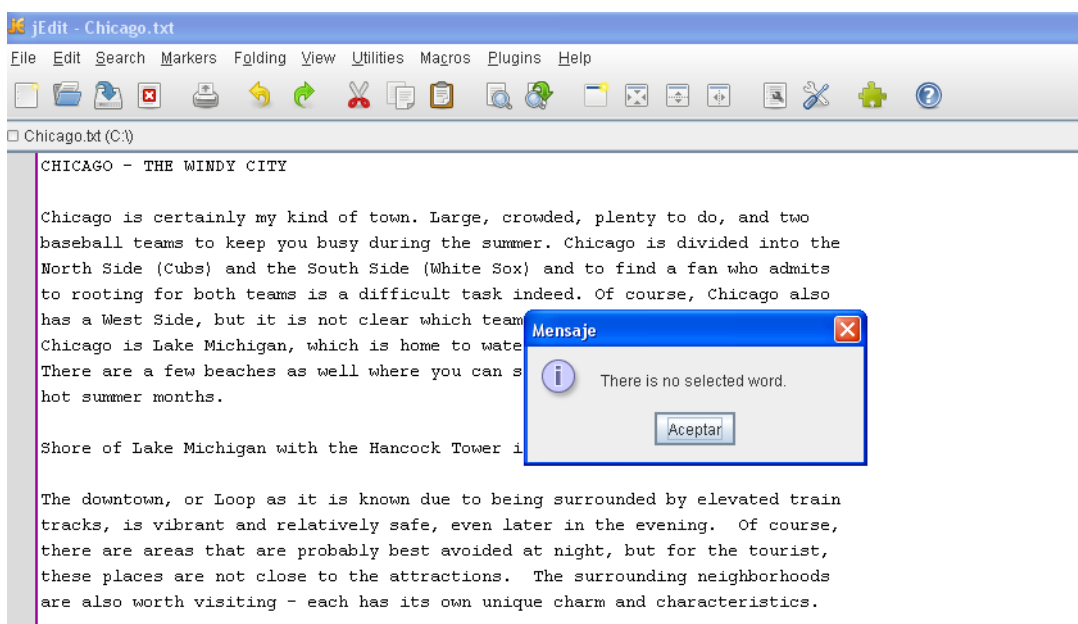 jEdit - Chicago.txt
File Edit Search Markers Folding View Utilities Macros Plugins Help
Chicago.txt (C:\)
CHICAGO - THE WINDY CITY
Chicago is certainly my kind of town. Large, crowded, plenty to do, and two
baseball teams to keep you busy during the summer. Chicago is divided into the
North Side (Cubs) and the South Side (White Sox) and to find a fan who admits
to rooting for both teams is a difficult task indeed. Of course, Chicago also
has a West Side, but it is not clear which team
Chicago is Lake Michigan, which is home to wate
There are a few beaches as well where you can s
hot summer months.
Mensaje
There is no selected word.
Aceptar
Shore of Lake Michigan with the Hancock Tower i
The downtown, or Loop as it is known due to being surrounded by elevated train
tracks, is vibrant and relatively safe, even later in the evening.  Of course,
there are areas that are probably best avoided at night, but for the tourist,
these places are not close to the attractions.  The surrounding neighborhoods
are also worth visiting - each has its own unique charm and characteristics.